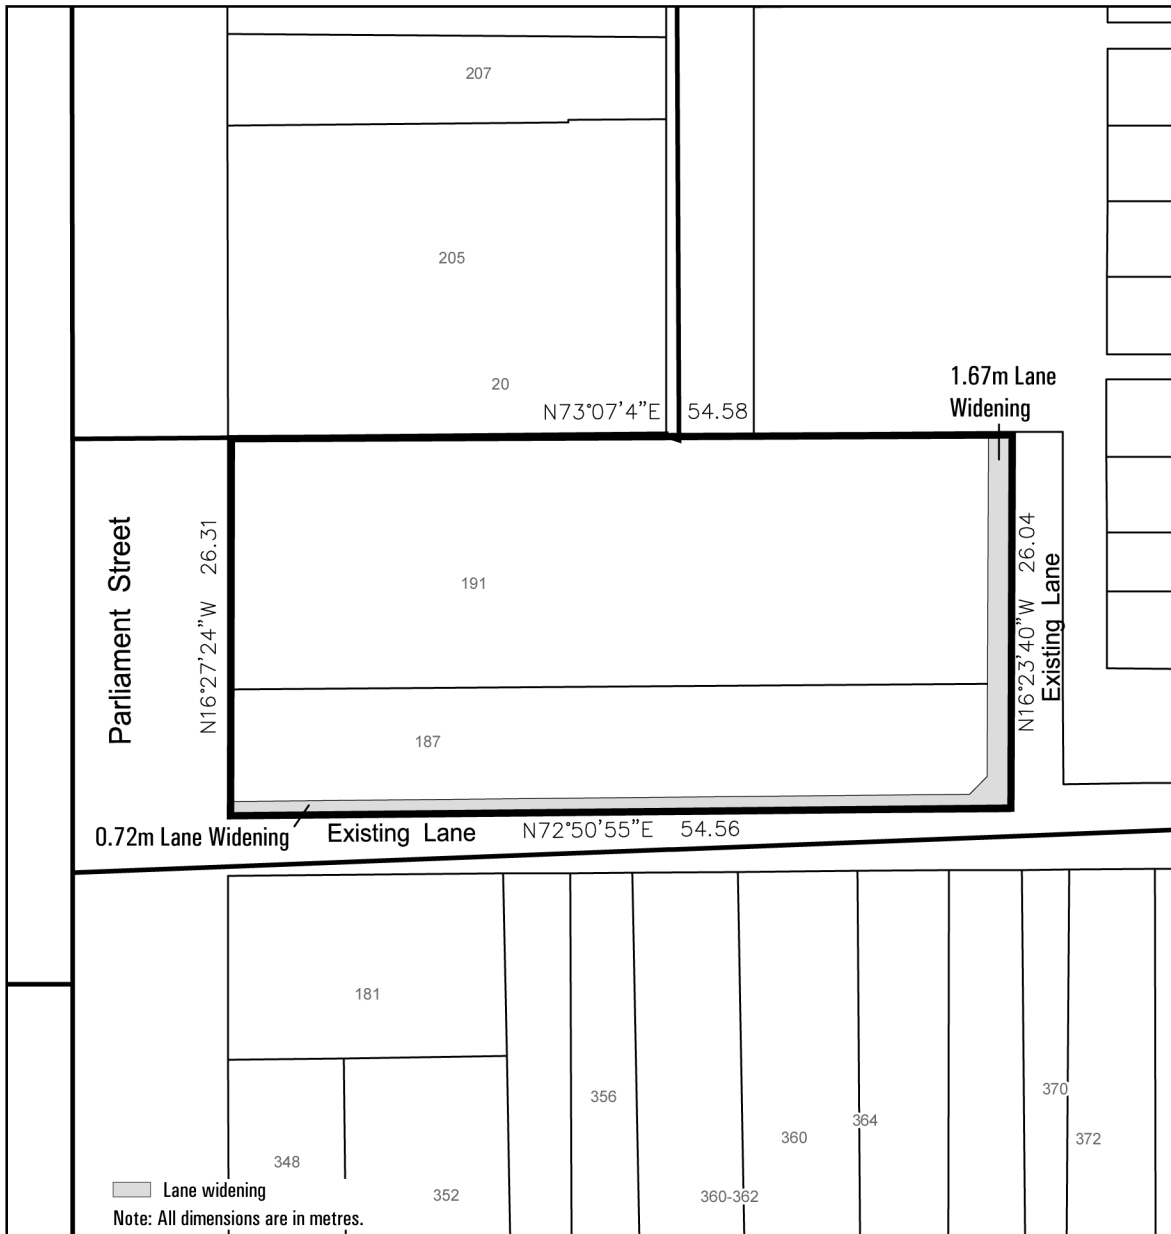 207
205
20
1.67m Lane
Widening
N73°07'4"E 54.58
Parliament Street
N16°27'24"W 26.31
191
N16°23'40"W 26.04
Existing Lane
187
0.72m Lane Widening
Existing Lane
N72°50'55"E 54.56
181
356
370
364
360
372
348
352
360-362
Lane widening
Note: All dimensions are in metres.